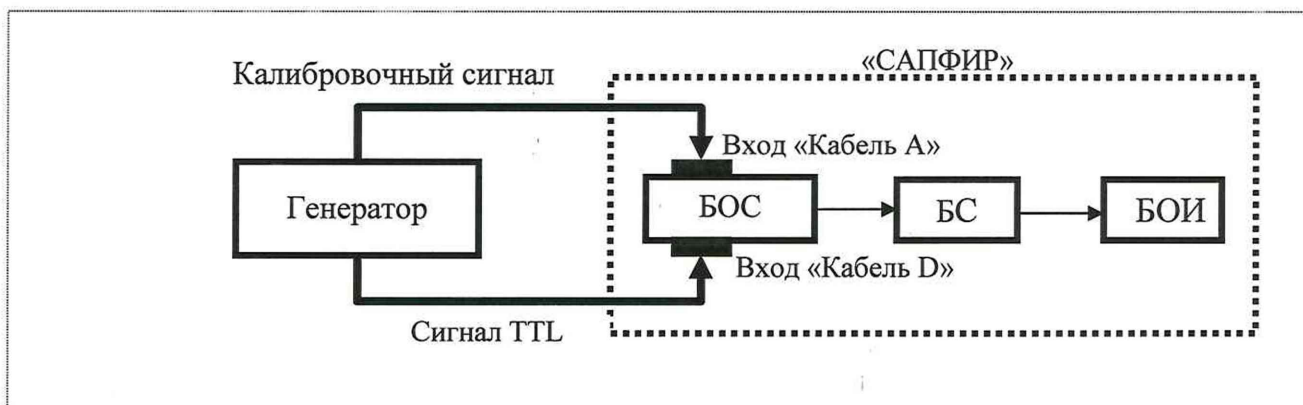 «САПФИР»
Калибровочный сигнал
Вход «Кабель А»
Генератор
БОС
БС
БОИ
Вход «Кабель D»
Сигнал TTL